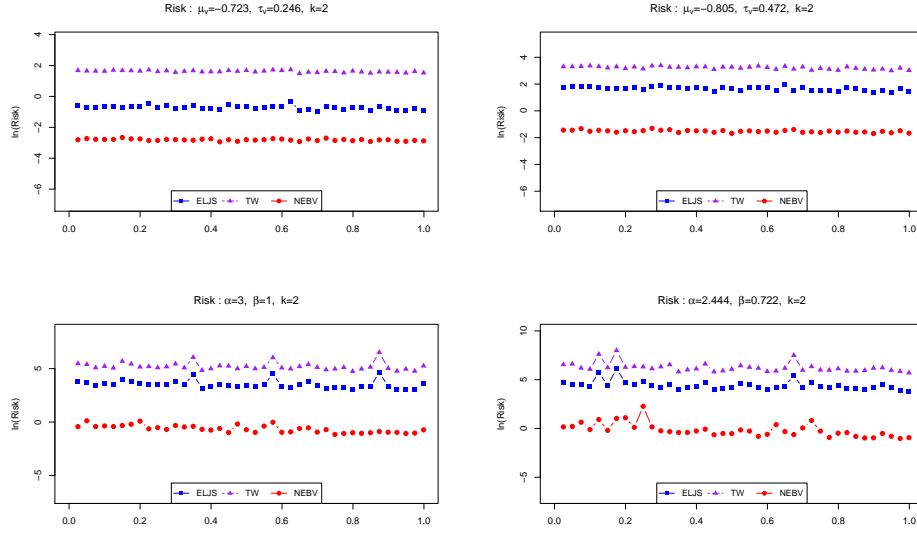 Risk : μv=−0.723, τv=0.246, k=2
ln(Risk)
4
2
0
−2
−4
−6
ELJS TW NEBV
0.0 0.2 0.4 0.6 0.8 1.0
Risk : μv=−0.805, τv=0.472, k=2
ln(Risk)
4
2
0
−2
−4
−6
ELJS TW NEBV
0.0 0.2 0.4 0.6 0.8 1.0
Risk : α=3, β=1, k=2
ln(Risk)
5
0
−5
ELJS TW NEBV
0.0 0.2 0.4 0.6 0.8 1.0
Risk : α=2.444, β=0.722, k=2
ln(Risk)
10
5
0
−5
ELJS TW NEBV
0.0 0.2 0.4 0.6 0.8 1.0